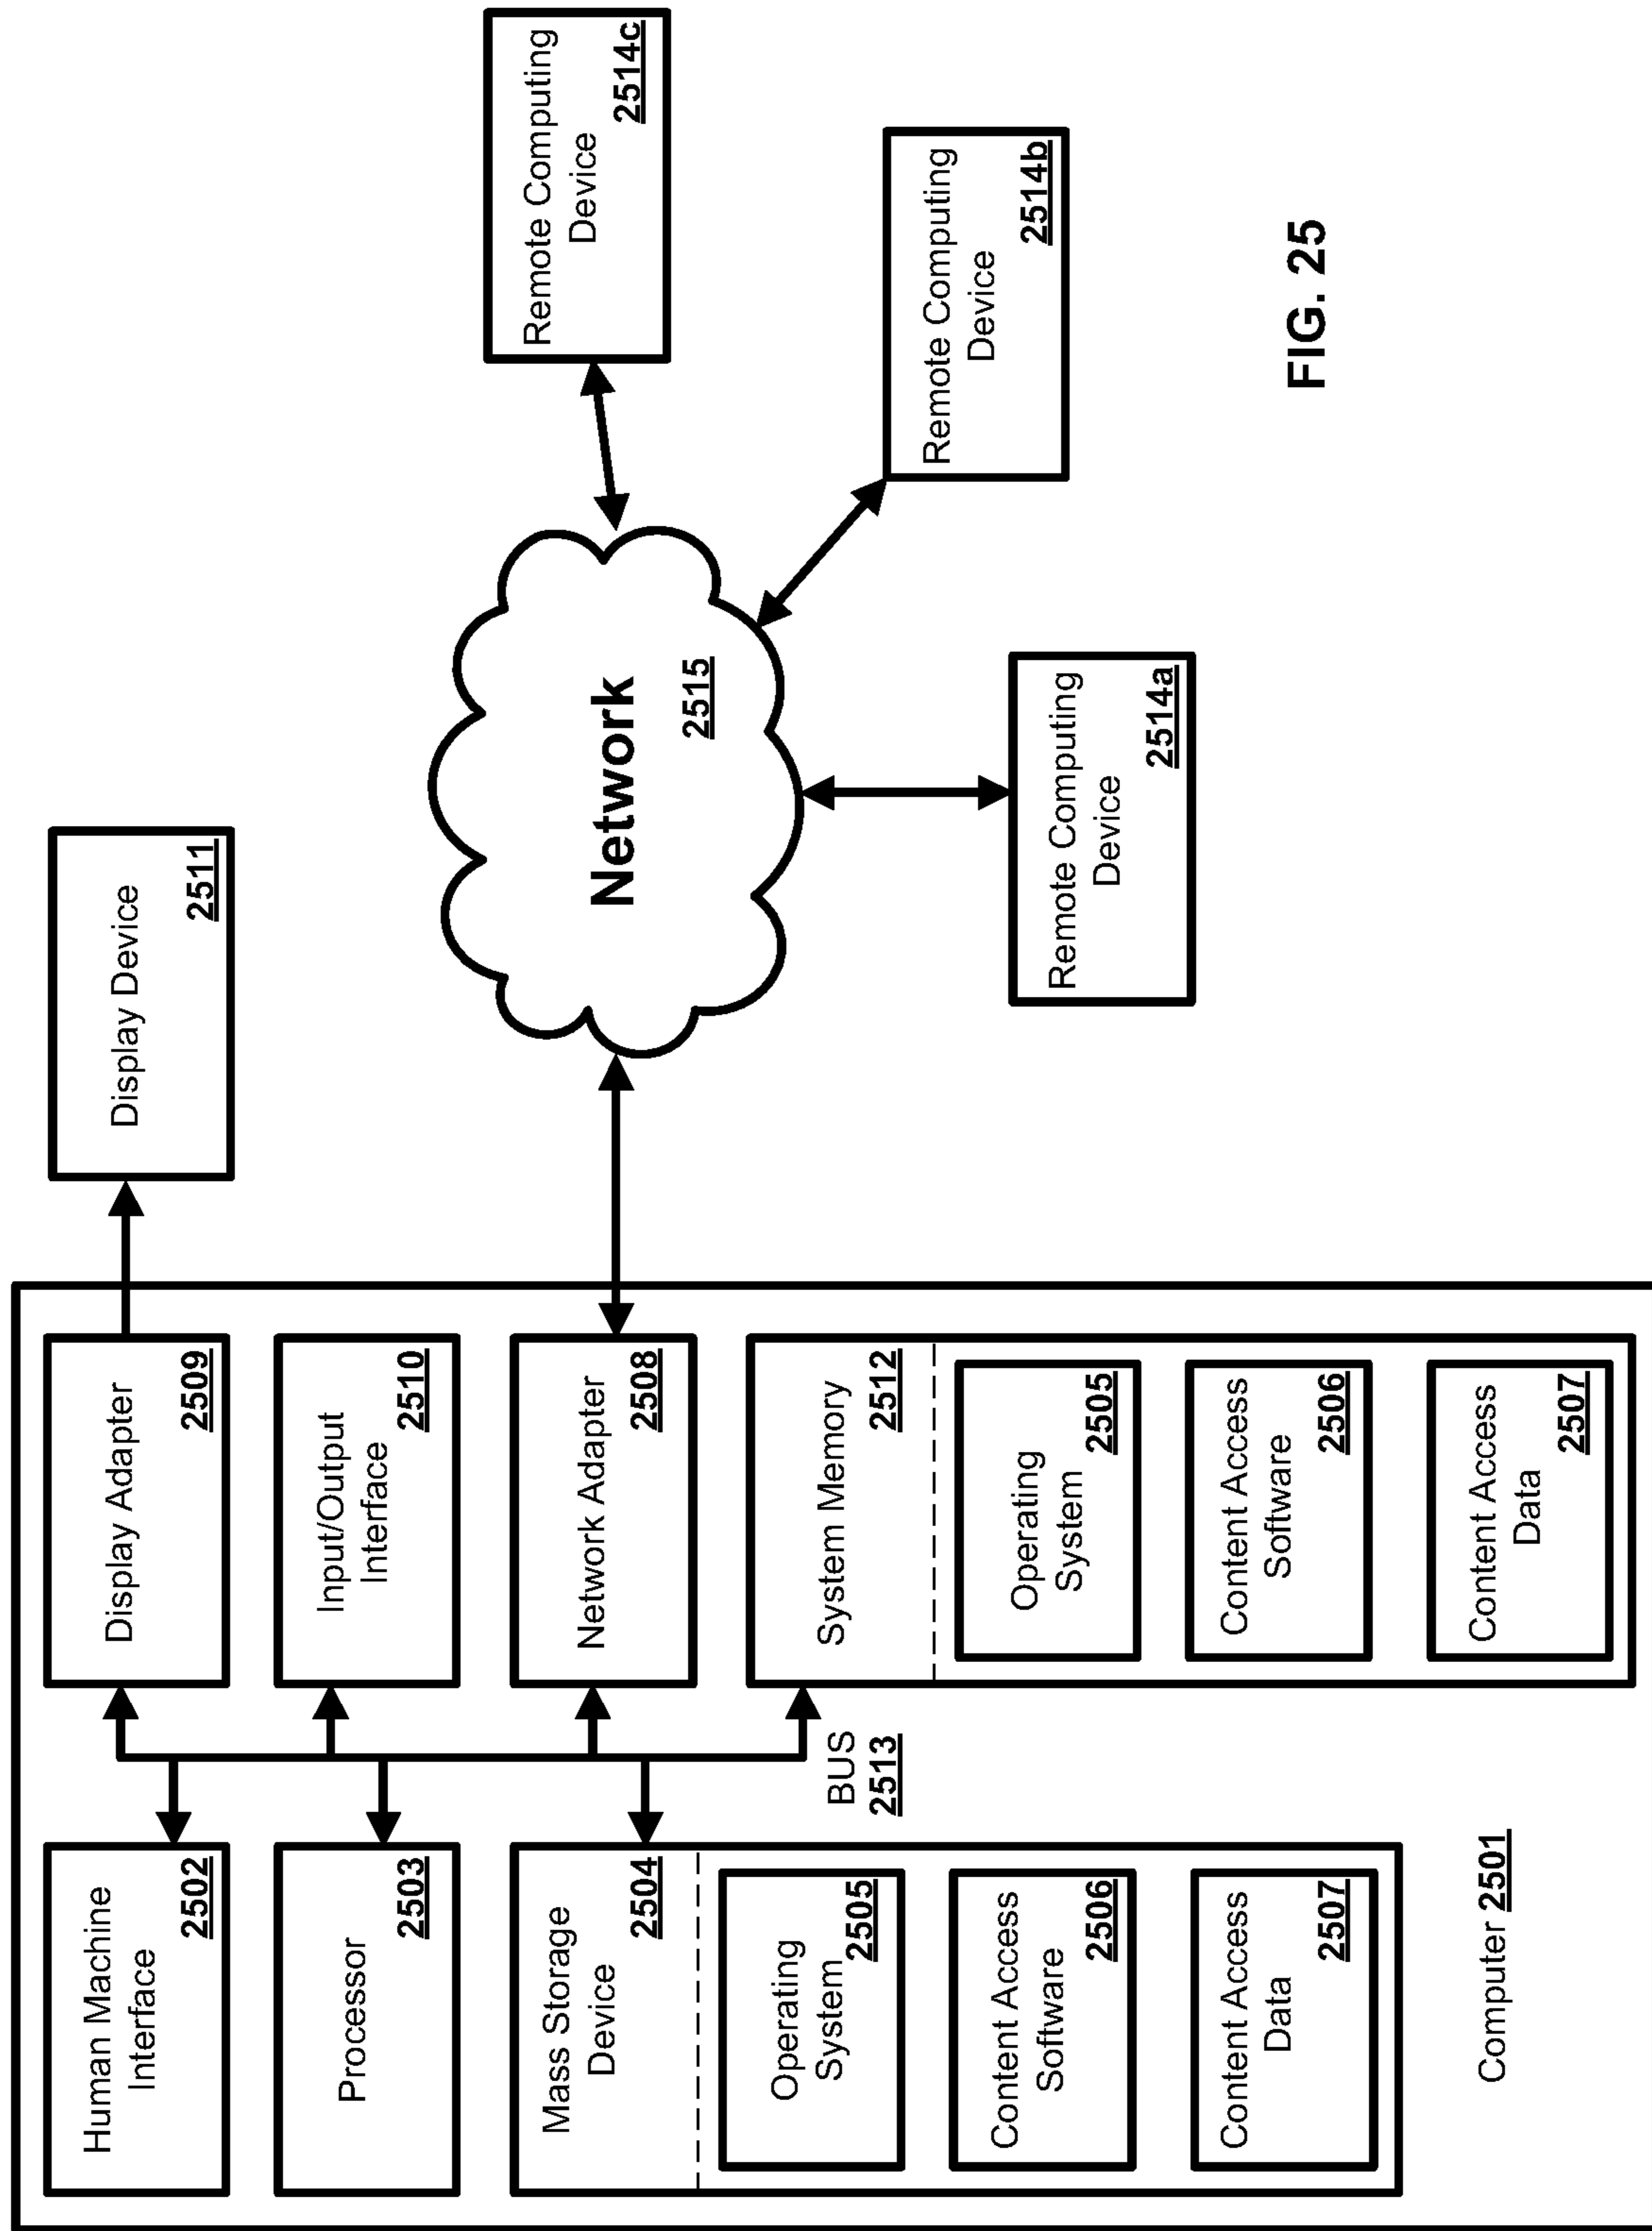 Human Machine
Interface
2502
Processor
2503
Mass Storage
Device
2504
Operating
System
2505
Content Access
Software
2506
Content Access
Data
2507
Computer 2501
BUS
2513
Display Adapter
2509
Input/Output
Interface
2510
Network Adapter
2508
System Memory
2512
Operating
System
2505
Content Access
Software
2506
Content Access
Data
2507
Display Device
2511
Network
2515
Remote Computing
Device
2514a
Remote Computing
Device
2514b
Remote Computing
Device
2514c
FIG. 25